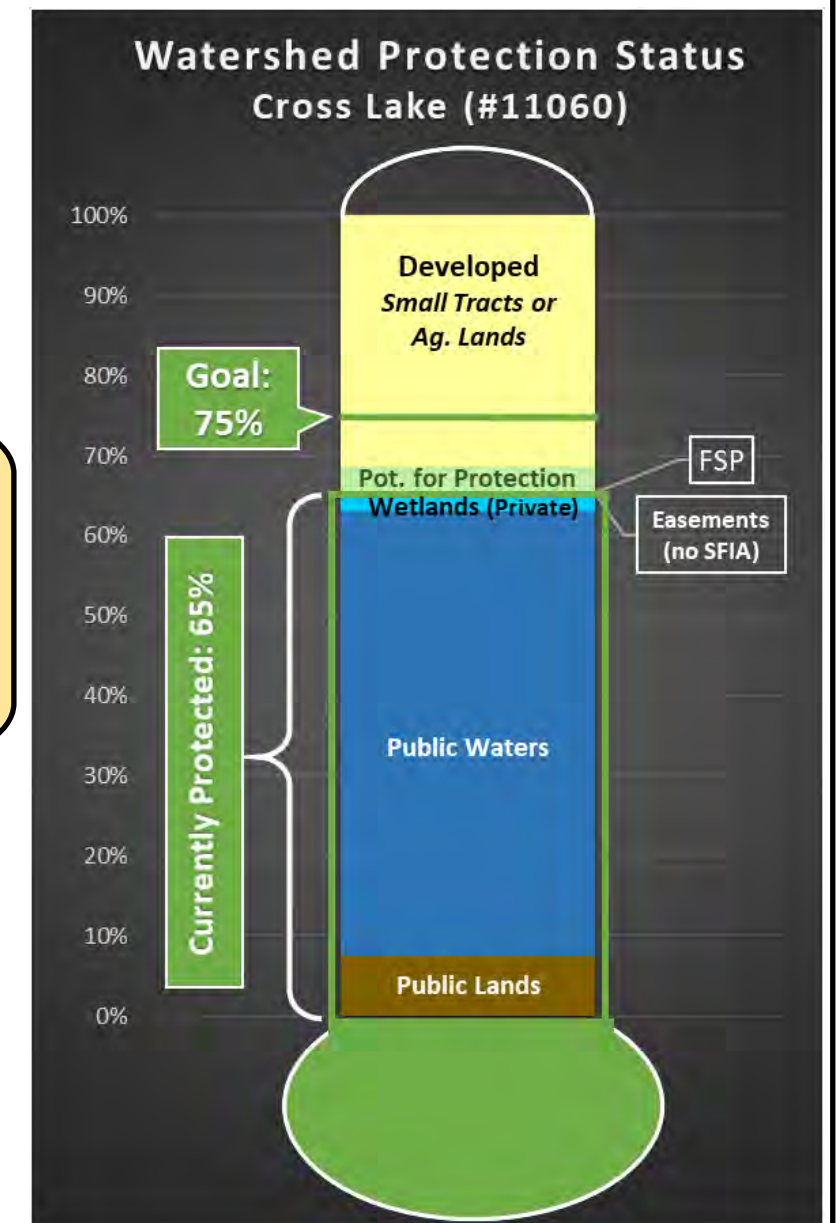 Watershed Protection Status
Cross Lake (#11060)
100%
90%
80%
70%
60%
50%
40%
30%
20%
10%
0%
Goal:
75%
Currently Protected: 65%
Developed
Small Tracts or
Ag. Lands
Pot. for Protection
Wetlands (Private)
Public Waters
Public Lands
FSP
Easements
(no SFIA)